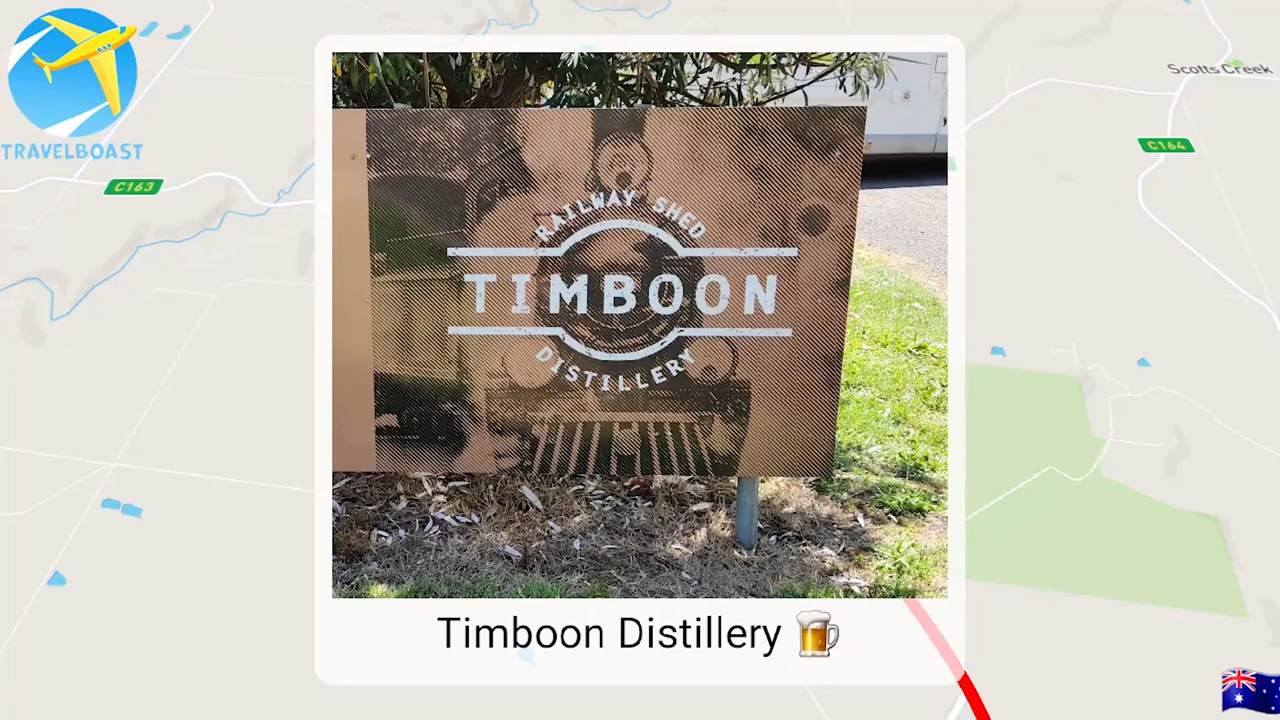 TRAVELBOAST
C163
Scotts Creek
C164
RAILWAY SHED
TIMBOON
DISTILLERY
Timboon Distillery 🍺